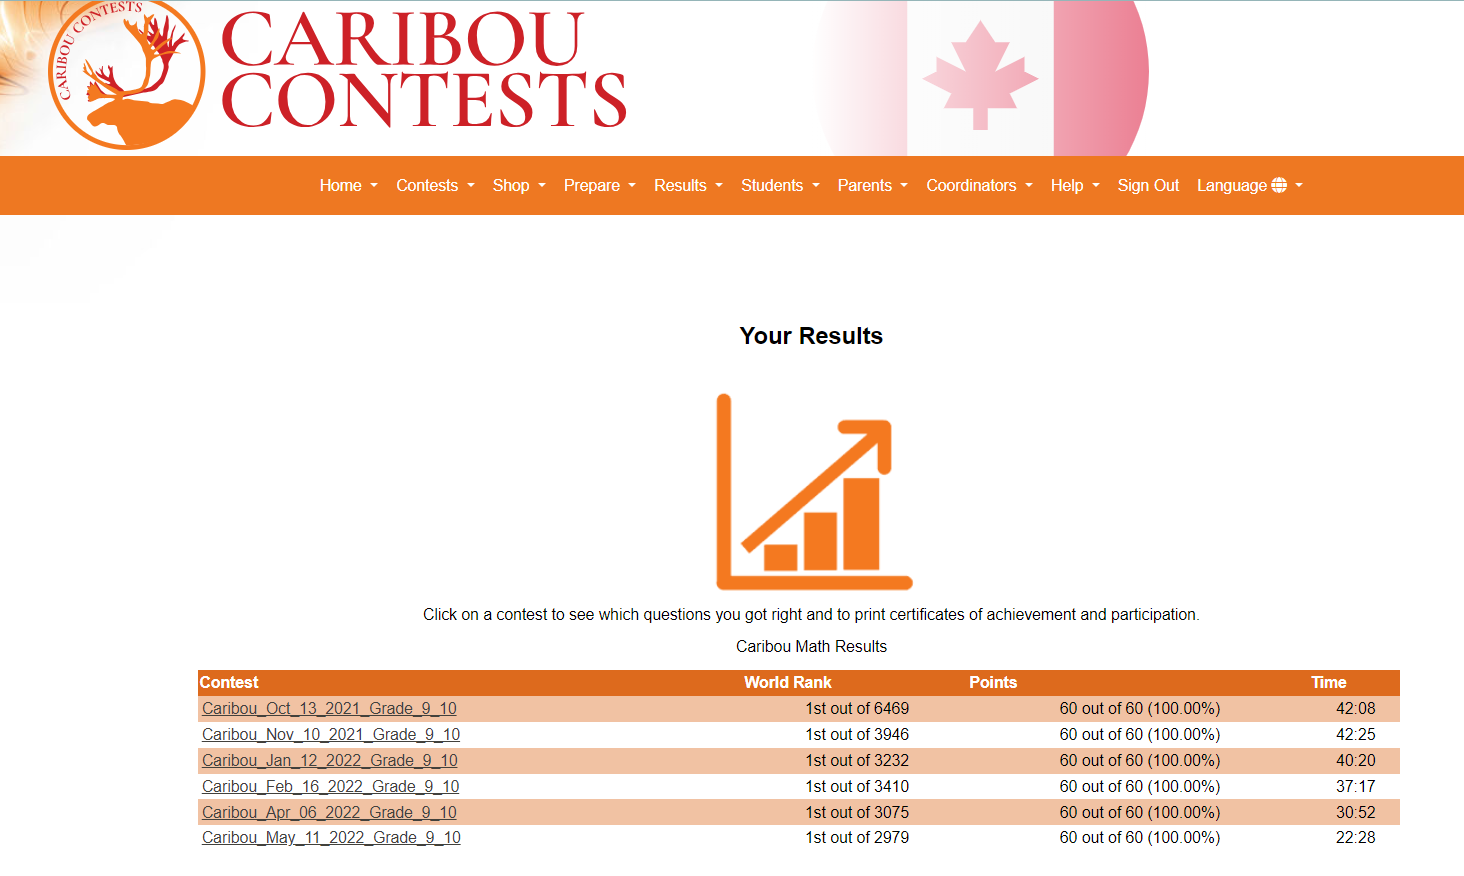 CARIBOU CONTESTS
CARIBOU
CONTESTS
Home Contests Shop Prepare Results Students Parents Coordinators Help Sign Out Language
Your Results
Click on a contest to see which questions you got right and to print certificates of achievement and participation.
Caribou Math Results
Contest World Rank Points Time
Caribou_Oct_13_2021_Grade_9_10 1st out of 6469 60 out of 60 (100.00%) 42:08
Caribou_Nov_10_2021_Grade_9_10 1st out of 3946 60 out of 60 (100.00%) 42:25
Caribou_Jan_12_2022_Grade_9_10 1st out of 3232 60 out of 60 (100.00%) 40:20
Caribou_Feb_16_2022_Grade_9_10 1st out of 3410 60 out of 60 (100.00%) 37:17
Caribou_Apr_06_2022_Grade_9_10 1st out of 3075 60 out of 60 (100.00%) 30:52
Caribou_May_11_2022_Grade_9_10 1st out of 2979 60 out of 60 (100.00%) 22:28